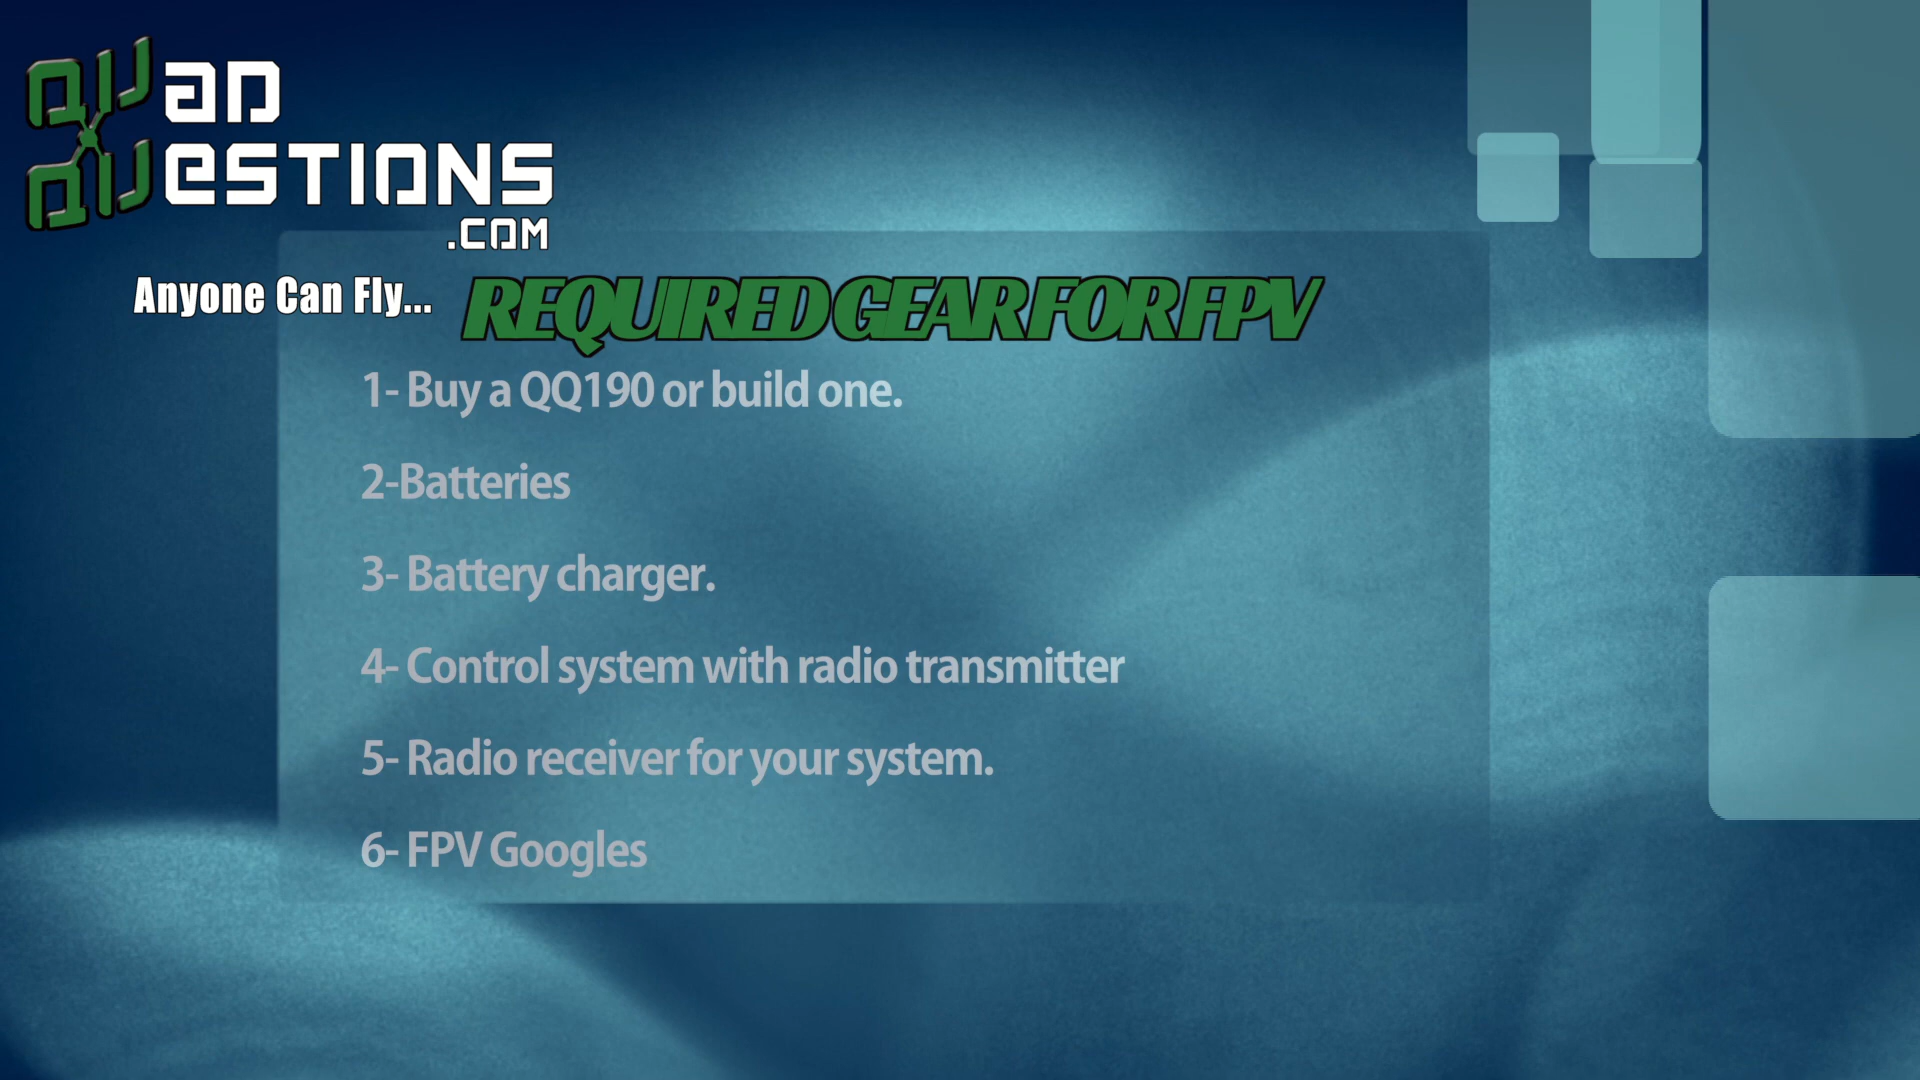 QUAD
QUESTIONS
.COM
Anyone Can Fly...
REQUIRED GEAR FOR FPV
1- Buy a QQ190 or build one.
2-Batteries
3- Battery charger.
4- Control system with radio transmitter
5- Radio receiver for your system.
6- FPV Googles